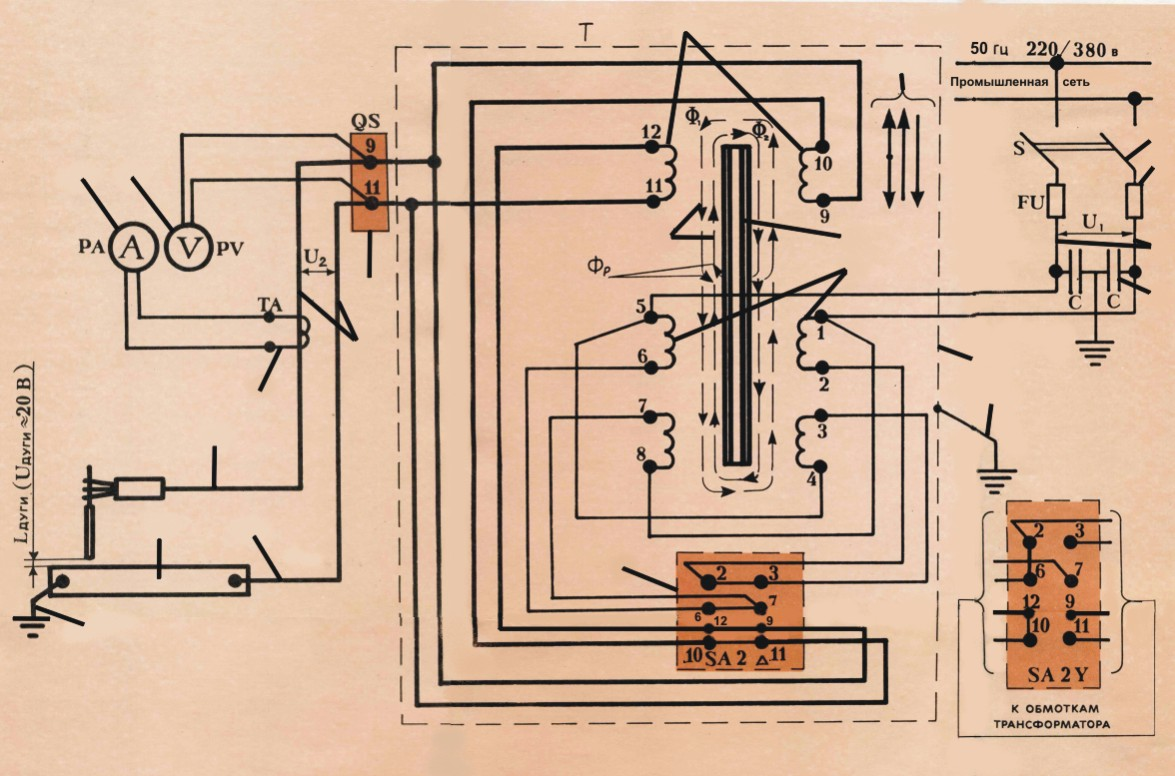 T
50 Гц 220/380 в
Промышленная сеть
QS
9
11
12
11
Ф₁
Ф₂
10
9
S
FU
U₁
C
C
PA
A
V
PV
U₂
TA
Фр
5
6
7
8
1
2
3
4
Lдуги (Uдуги ≈20 В)
2
3
6
7
12
9
10
SA 2
△
11
2
3
6
7
12
9
10
11
SA 2 Y
К ОБМОТКАМ
ТРАНСФОРМАТОРА